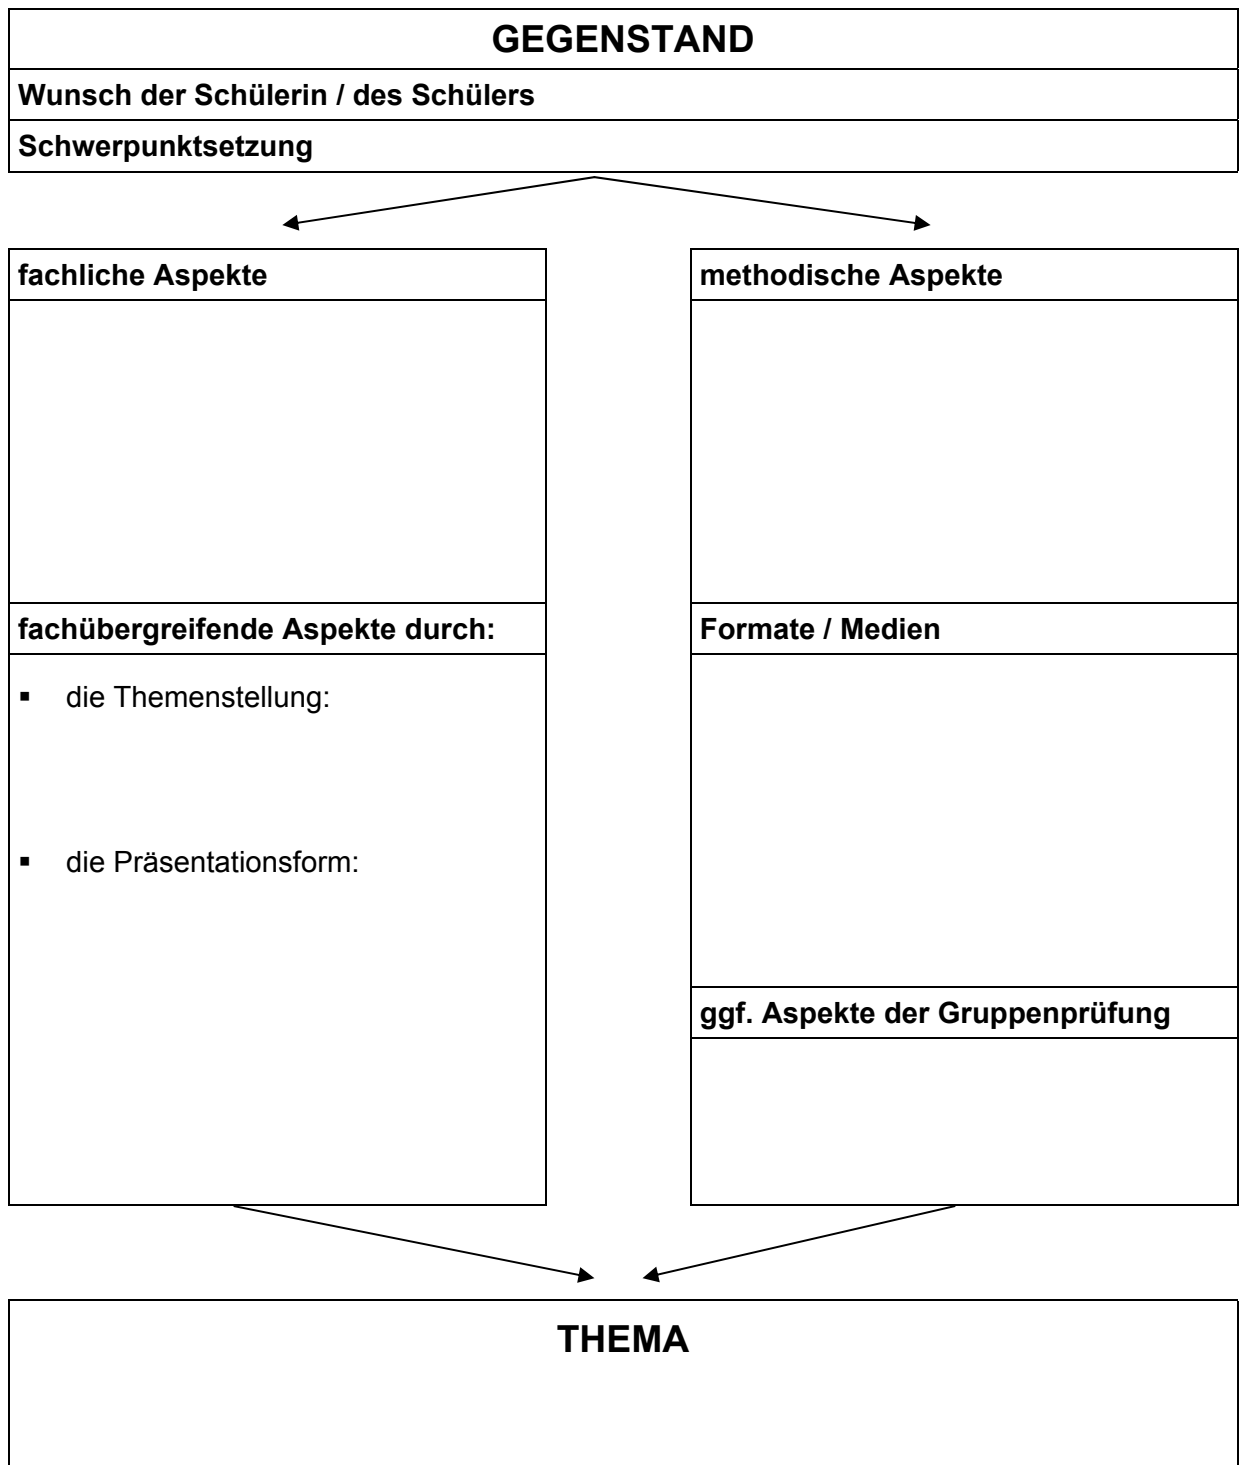 GEGENSTAND
Wunsch der Schülerin / des Schülers
Schwerpunktsetzung
fachliche Aspekte
fachübergreifende Aspekte durch:
▪ die Themenstellung:
▪ die Präsentationsform:
methodische Aspekte
Formate / Medien
ggf. Aspekte der Gruppenprüfung
THEMA